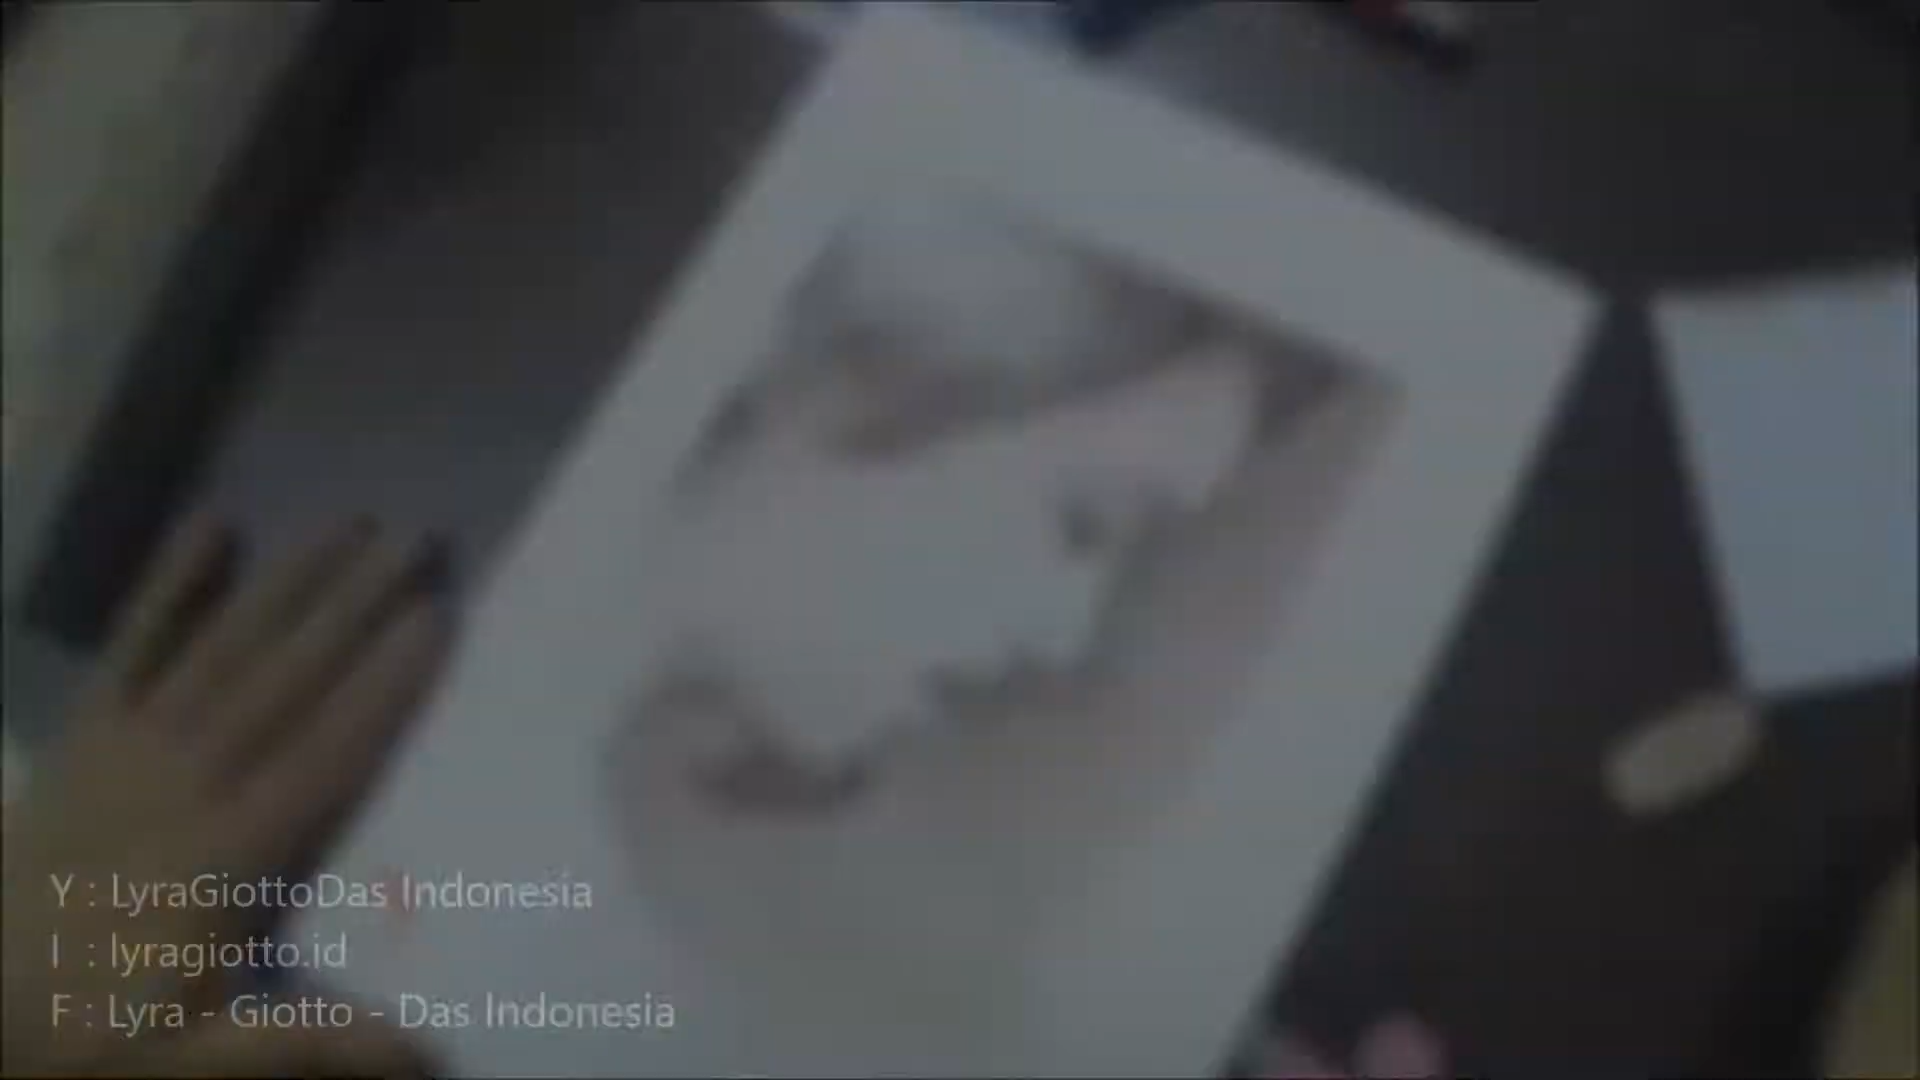 Y : LyraGiottoDas Indonesia
I : lyragiotto.id
F : Lyra - Giotto - Das Indonesia